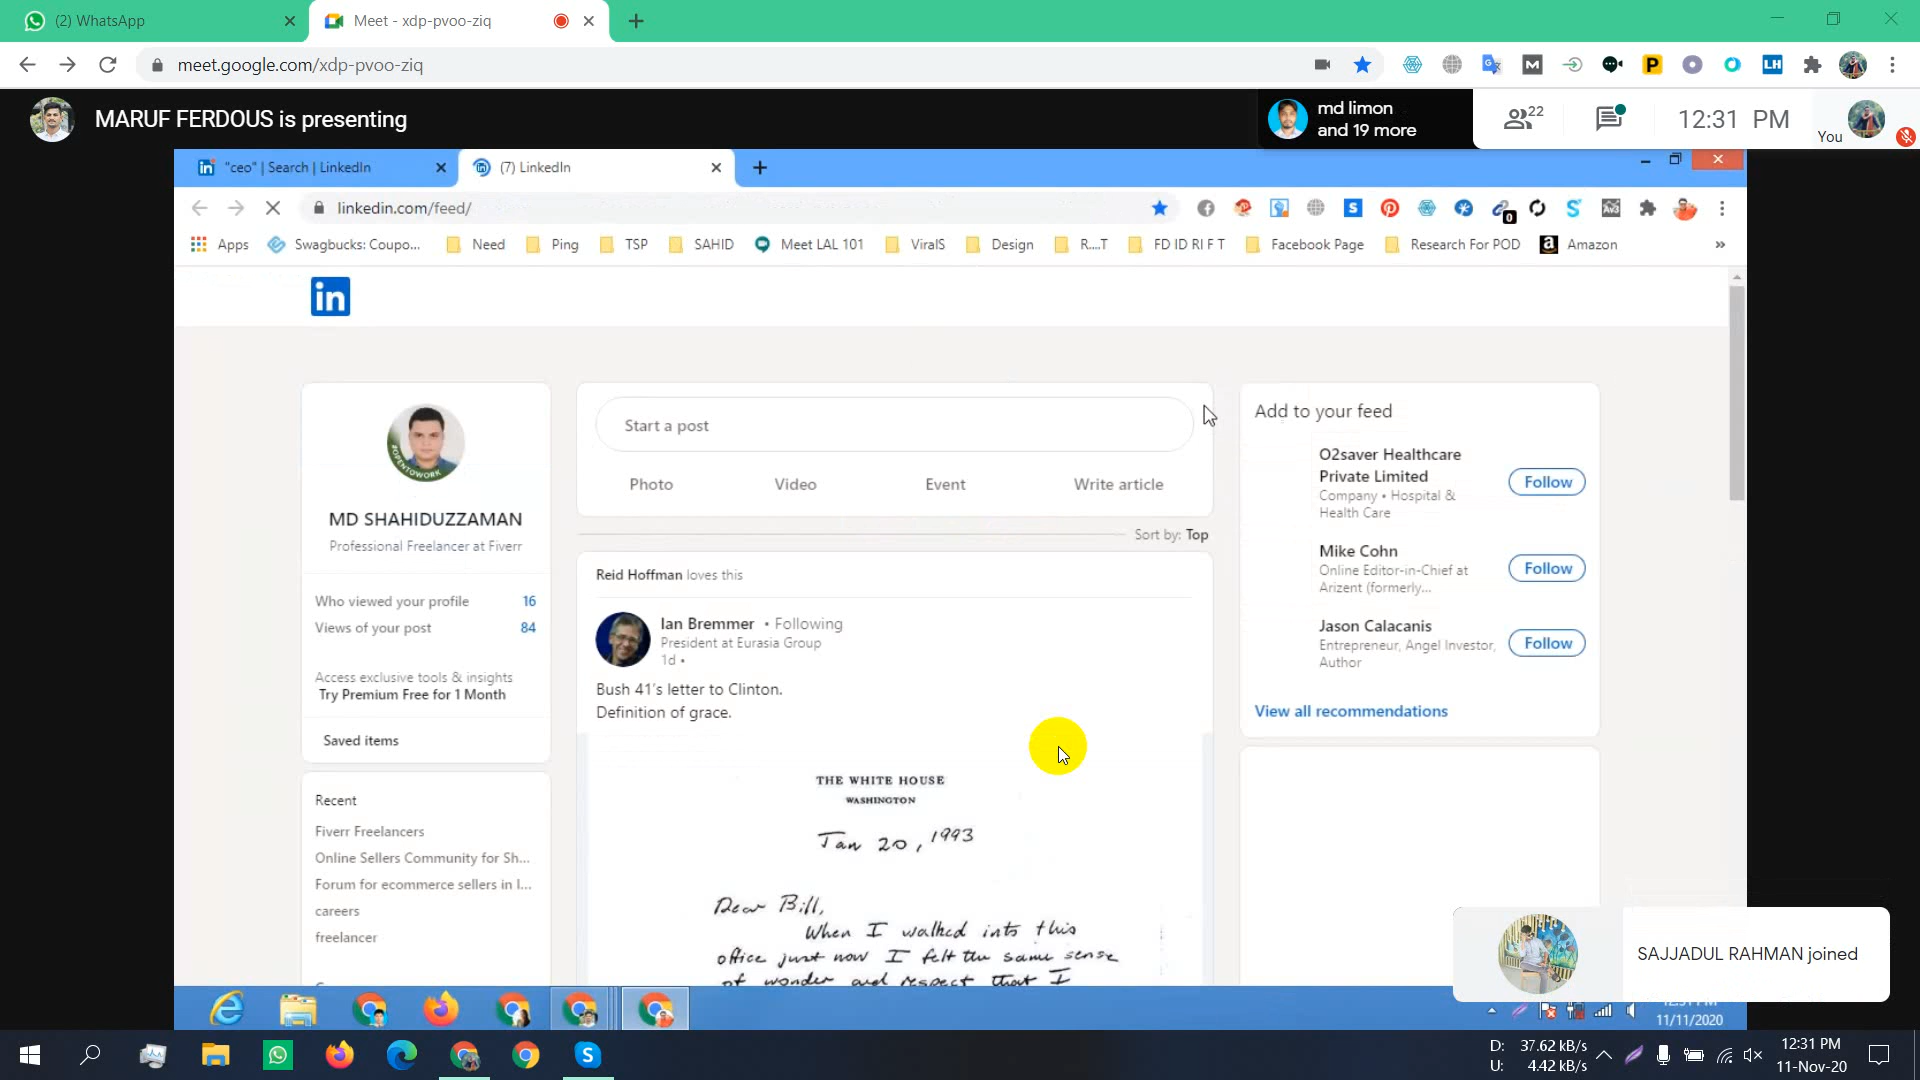 (2) WhatsApp
Meet - xdp-pvoo-ziq
meet.google.com/xdp-pvoo-ziq
MARUF FERDOUS is presenting
md limon
and 19 more
22
12:31 PM
You
"ceo" | Search | LinkedIn
(7) LinkedIn
linkedin.com/feed/
Apps
Swagbucks: Coupo...
Need
Ping
TSP
SAHID
Meet LAL 101
ViralS
Design
R....T
FD ID RI F T
Facebook Page
Research For POD
Amazon
»
in
Start a post
Photo
Video
Event
Write article
Sort by: Top
#OPENTOWORK
MD SHAHIDUZZAMAN
Professional Freelancer at Fiverr
Who viewed your profile 16
Views of your post 84
Access exclusive tools & insights
Try Premium Free for 1 Month
Saved items
Recent
Fiverr Freelancers
Online Sellers Community for Sh...
Forum for ecommerce sellers in I...
careers
freelancer
Reid Hoffman loves this
Ian Bremmer • Following
President at Eurasia Group
1d •
Bush 41's letter to Clinton.
Definition of grace.
THE WHITE HOUSE
WASHINGTON
Jan 20, 1993
Dear Bill,
When I walked into this
office just now I felt the same sense
of wonder and respect that I
Add to your feed
O2saver Healthcare
Private Limited
Company • Hospital &
Health Care
Follow
Mike Cohn
Online Editor-in-Chief at
Arizent (formerly...
Follow
Jason Calacanis
Entrepreneur, Angel Investor,
Author
Follow
View all recommendations
SAJJADUL RAHMAN joined
11/11/2020
D: 37.62 kB/s
U: 4.42 kB/s
12:31 PM
11-Nov-20